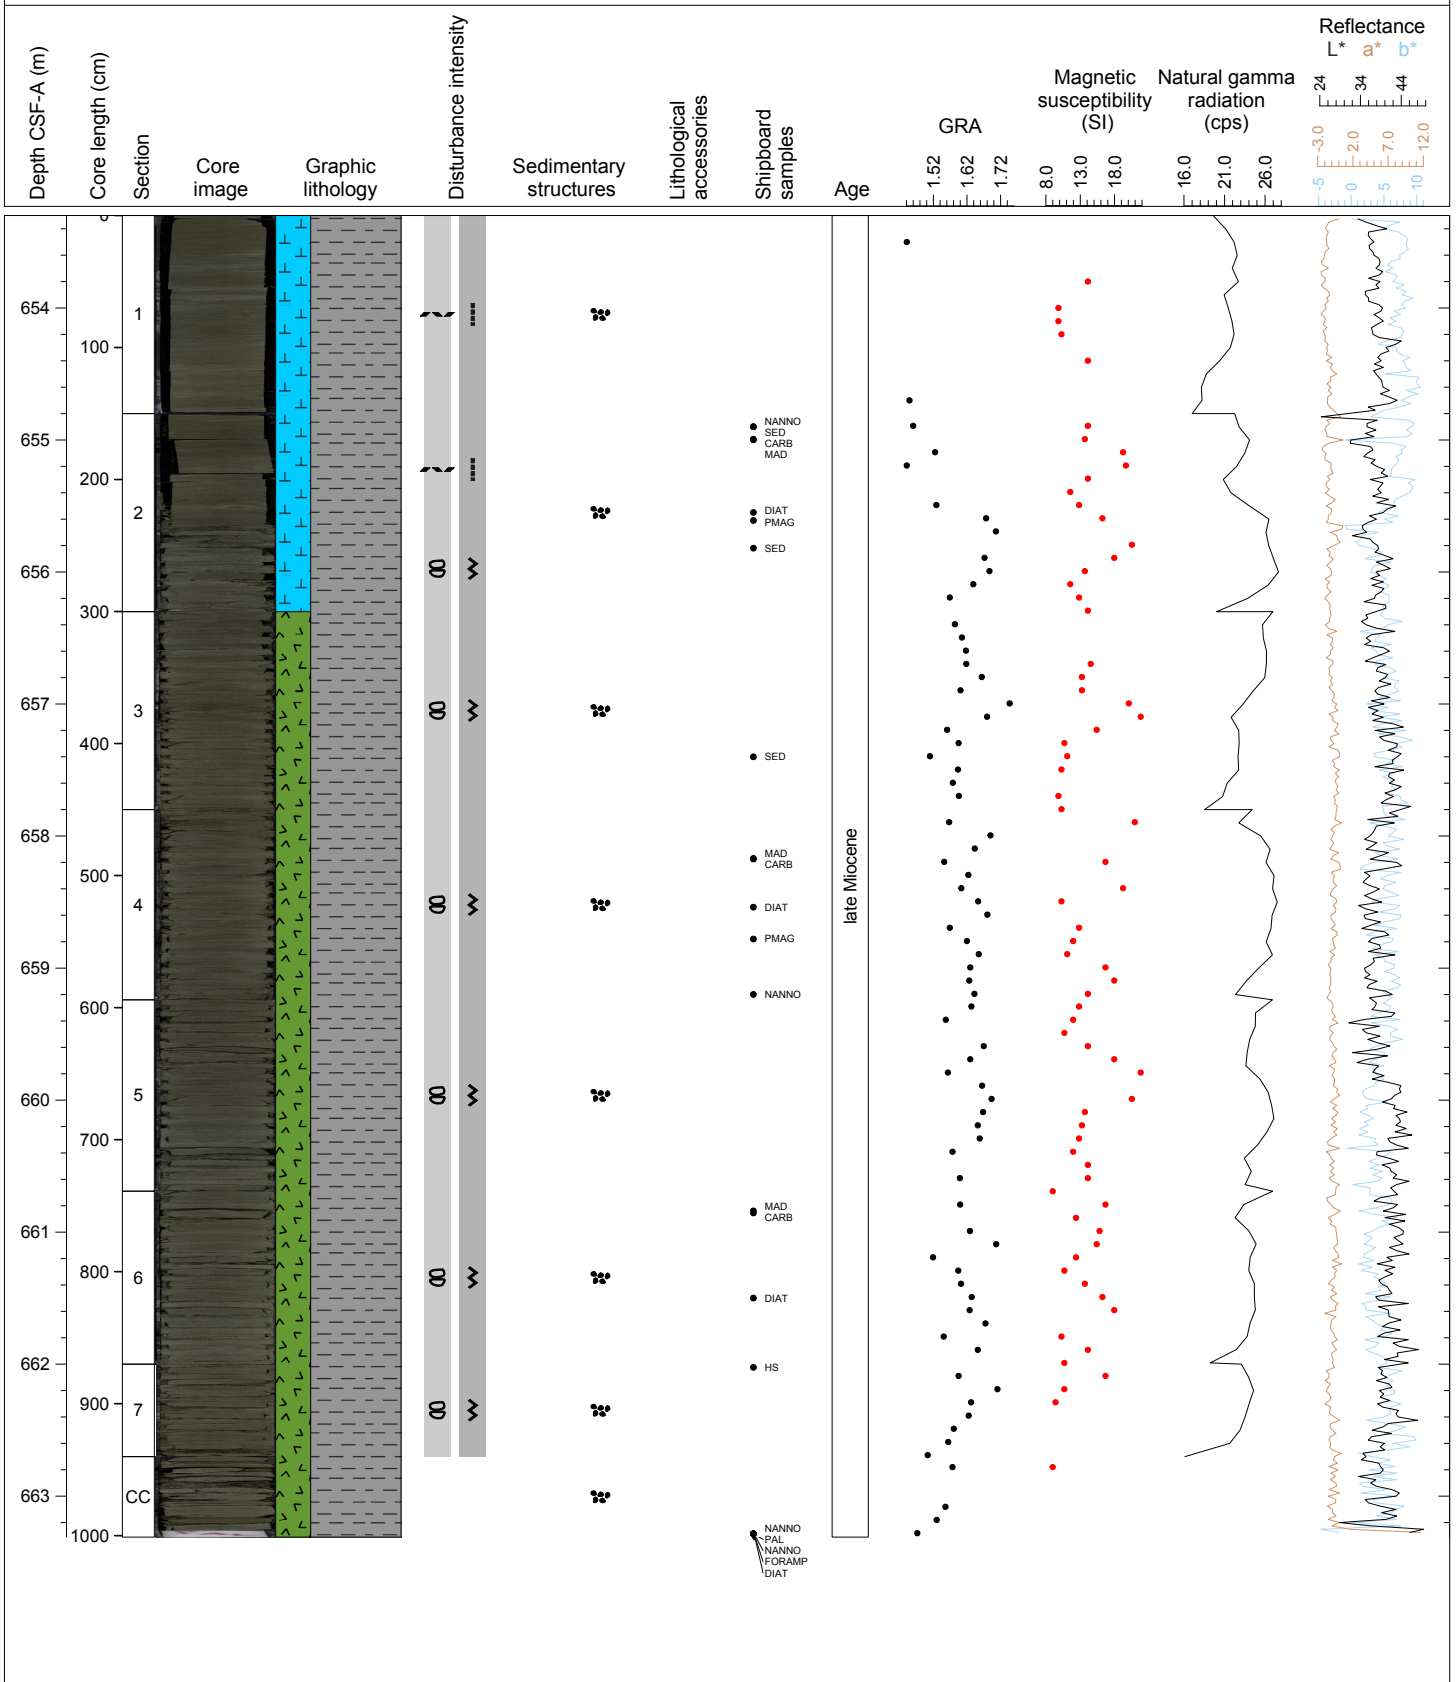 Depth CSF-A (m)
Core length (cm)
Section
Core
image
Graphic
lithology
Disturbance intensity
Sedimentary
structures
Lithological
accessories
Shipboard
samples
Age
GRA
1.52 1.62 1.72
Magnetic
susceptibility
(SI)
8.0 13.0 18.0
Natural gamma
radiation
(cps)
16.0 21.0 26.0
Reflectance
L* a* b*
24 34 44
-3.0 2.0 7.0 12.0
-5 0 5 10
0
654
1
100
NANNO
SED
655
CARB
MAD
200
2
DIAT
PMAG
SED
656
300
657
3
400
SED
658
MAD
CARB
500
4
DIAT
late Miocene
PMAG
659
NANNO
600
5
660
700
MAD
CARB
661
800
6
DIAT
662
HS
900
7
663
CC
1000
NANNO
PAL
NANNO
FORAMP
DIAT